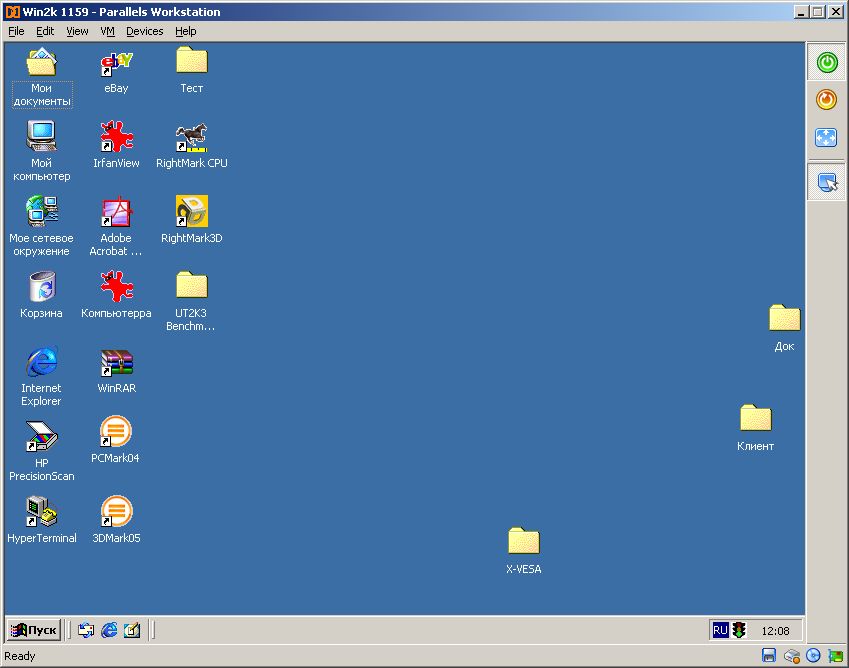 Win2k 1159 - Parallels Workstation
File Edit View VM Devices Help
Мои
документы
eBay
Тест
Мой
компьютер
IrfanView
RightMark CPU
Мое сетевое
окружение
Adobe
Acrobat ...
RightMark3D
Корзина
Компьютерра
UT2K3
Benchm...
Док
Internet
Explorer
WinRAR
Клиент
HP
PrecisionScan
PCMark04
HyperTerminal
3DMark05
X-VESA
Пуск
RU
12:08
Ready